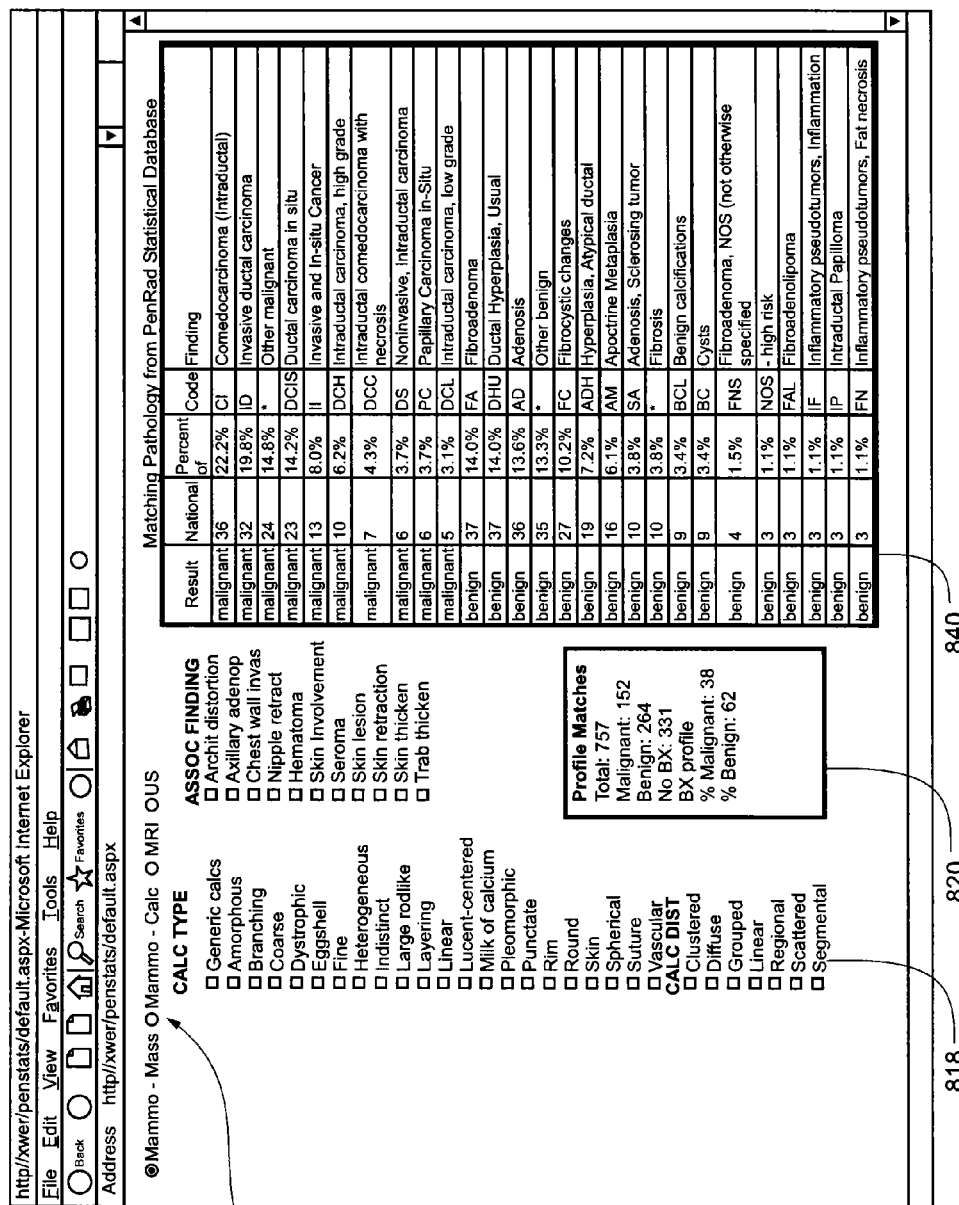 http//xwer/penstats/default.aspx-Microsoft Internet Explorer
File Edit View Favorites Tools Help
Back Search Favorites
Address http//xwer/penstats/default.aspx
Mammo - Mass Mammo - Calc MRI OUS
CALC TYPE
Generic calcs
Amorphous
Branching
Coarse
Dystrophic
Eggshell
Fine
Heterogeneous
Indistinct
Large rodlike
Layering
Linear
Lucent-centered
Milk of calcium
Pleomorphic
Punctate
Rim
Round
Skin
Spherical
Suture
Vascular
CALC DIST
Clustered
Diffuse
Grouped
Linear
Regional
Scattered
Segmental
ASSOC FINDING
Archit distortion
Axillary adenop
Chest wall invas
Nipple retract
Hematoma
Skin Involvement
Seroma
Skin lesion
Skin retraction
Skin thicken
Trab thicken
Profile Matches
Total: 757
Malignant: 152
Benign: 264
No BX: 331
BX profile
% Malignant: 38
% Benign: 62
Matching Pathology from PenRad Statistical Database
Result National Percent of Code Finding
malignant 36 22.2% CI Comedocarcinoma (Intraductal)
malignant 32 19.8% ID Invasive ductal carcinoma
malignant 24 14.8% * Other malignant
malignant 23 14.2% DCIS Ductal carcinoma in situ
malignant 13 8.0% II Invasive and In-situ Cancer
malignant 10 6.2% DCH Intraductal carcinoma, high grade
malignant 7 4.3% DCC Intraductal comedocarcinoma with necrosis
malignant 6 3.7% DS Noninvasive, Intraductal carcinoma
malignant 6 3.7% PC Papillary Carcinoma In-Situ
malignant 5 3.1% DCL Intraductal carcinoma, low grade
benign 37 14.0% FA Fibroadenoma
benign 37 14.0% DHU Ductal Hyperplasia, Usual
benign 36 13.6% AD Adenosis
benign 35 13.3% * Other benign
benign 27 10.2% FC Fibrocystic changes
benign 19 7.2% ADH Hyperplasia, Atypical ductal
benign 16 6.1% AM Apoctrine Metaplasia
benign 10 3.8% SA Adenosis, Sclerosing tumor
benign 10 3.8% * Fibrosis
benign 9 3.4% BCL Benign calcifications
benign 9 3.4% BC Cysts
benign 4 1.5% FNS Fibroadenoma, NOS (not otherwise specified
benign 3 1.1% NOS - high risk
benign 3 1.1% FAL Fibroadenolipoma
benign 3 1.1% IF Inflammatory pseudotumors, Inflammation
benign 3 1.1% IP Intraductal Papilloma
benign 3 1.1% FN Inflammatory pseudotumors, Fat necrosis
818
820
840